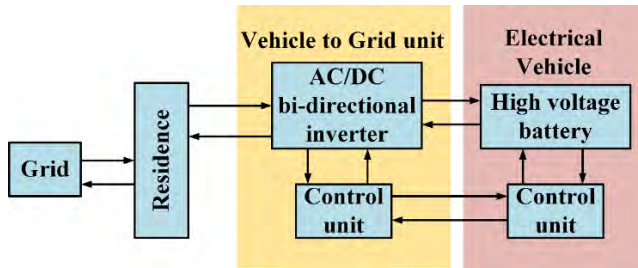 Vehicle to Grid unit
Electrical
Vehicle
AC/DC
bi-directional
inverter
High voltage
battery
Grid
Residence
Control
unit
Control
unit